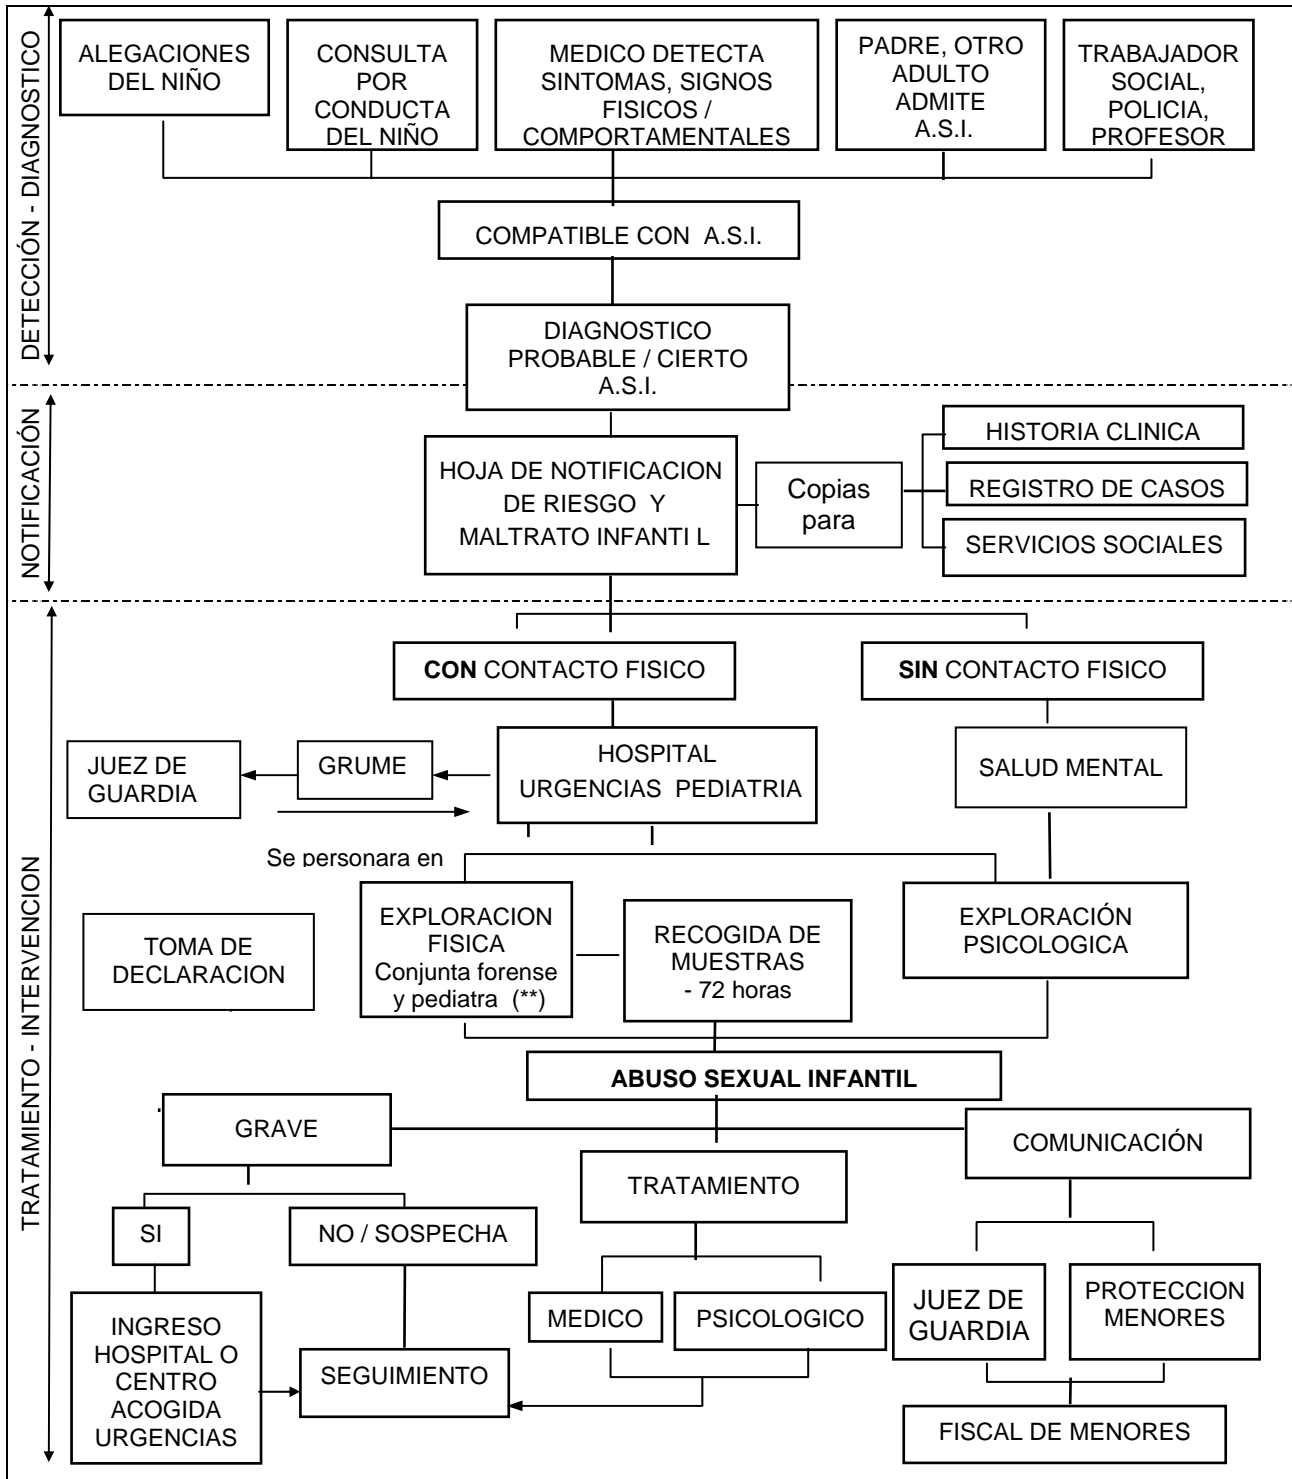 DETECCIÓN - DIAGNOSTICO
ALEGACIONES
DEL NIÑO
CONSULTA
POR
CONDUCTA
DEL NIÑO
MEDICO DETECTA
SINTOMAS, SIGNOS
FISICOS /
COMPORTAMENTALES
PADRE, OTRO
ADULTO
ADMITE
A.S.I.
TRABAJADOR
SOCIAL,
POLICIA,
PROFESOR
COMPATIBLE CON A.S.I.
DIAGNOSTICO
PROBABLE / CIERTO
A.S.I.
NOTIFICACIÓN
HOJA DE NOTIFICACION
DE RIESGO Y
MALTRATO INFANTI L
Copias
para
HISTORIA CLINICA
REGISTRO DE CASOS
SERVICIOS SOCIALES
TRATAMIENTO - INTERVENCION
CON CONTACTO FISICO
SIN CONTACTO FISICO
JUEZ DE
GUARDIA
GRUME
HOSPITAL
URGENCIAS PEDIATRIA
SALUD MENTAL
Se personara en
TOMA DE
DECLARACION
EXPLORACION
FISICA
Conjunta forense
y pediatra (**)
RECOGIDA DE
MUESTRAS
- 72 horas
EXPLORACIÓN
PSICOLOGICA
ABUSO SEXUAL INFANTIL
GRAVE
TRATAMIENTO
COMUNICACIÓN
SI
NO / SOSPECHA
MEDICO
PSICOLOGICO
JUEZ DE
GUARDIA
PROTECCION
MENORES
INGRESO
HOSPITAL O
CENTRO
ACOGIDA
URGENCIAS
SEGUIMIENTO
FISCAL DE MENORES